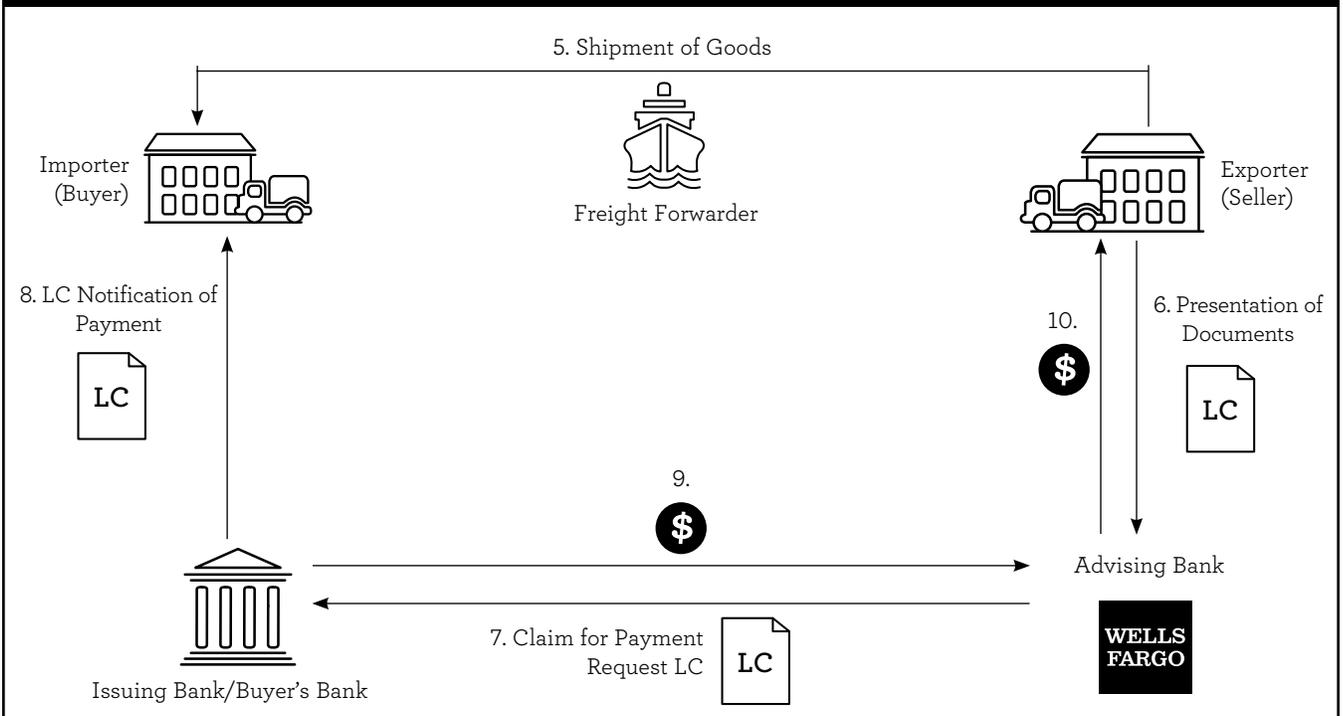 5. Shipment of Goods
Importer
(Buyer)
Exporter
(Seller)
Freight Forwarder
8. LC Notification of
Payment
LC
10.
$
6. Presentation of
Documents
LC
9.
$
Advising Bank
7. Claim for Payment
Request LC
LC
WELLS
FARGO
Issuing Bank/Buyer’s Bank